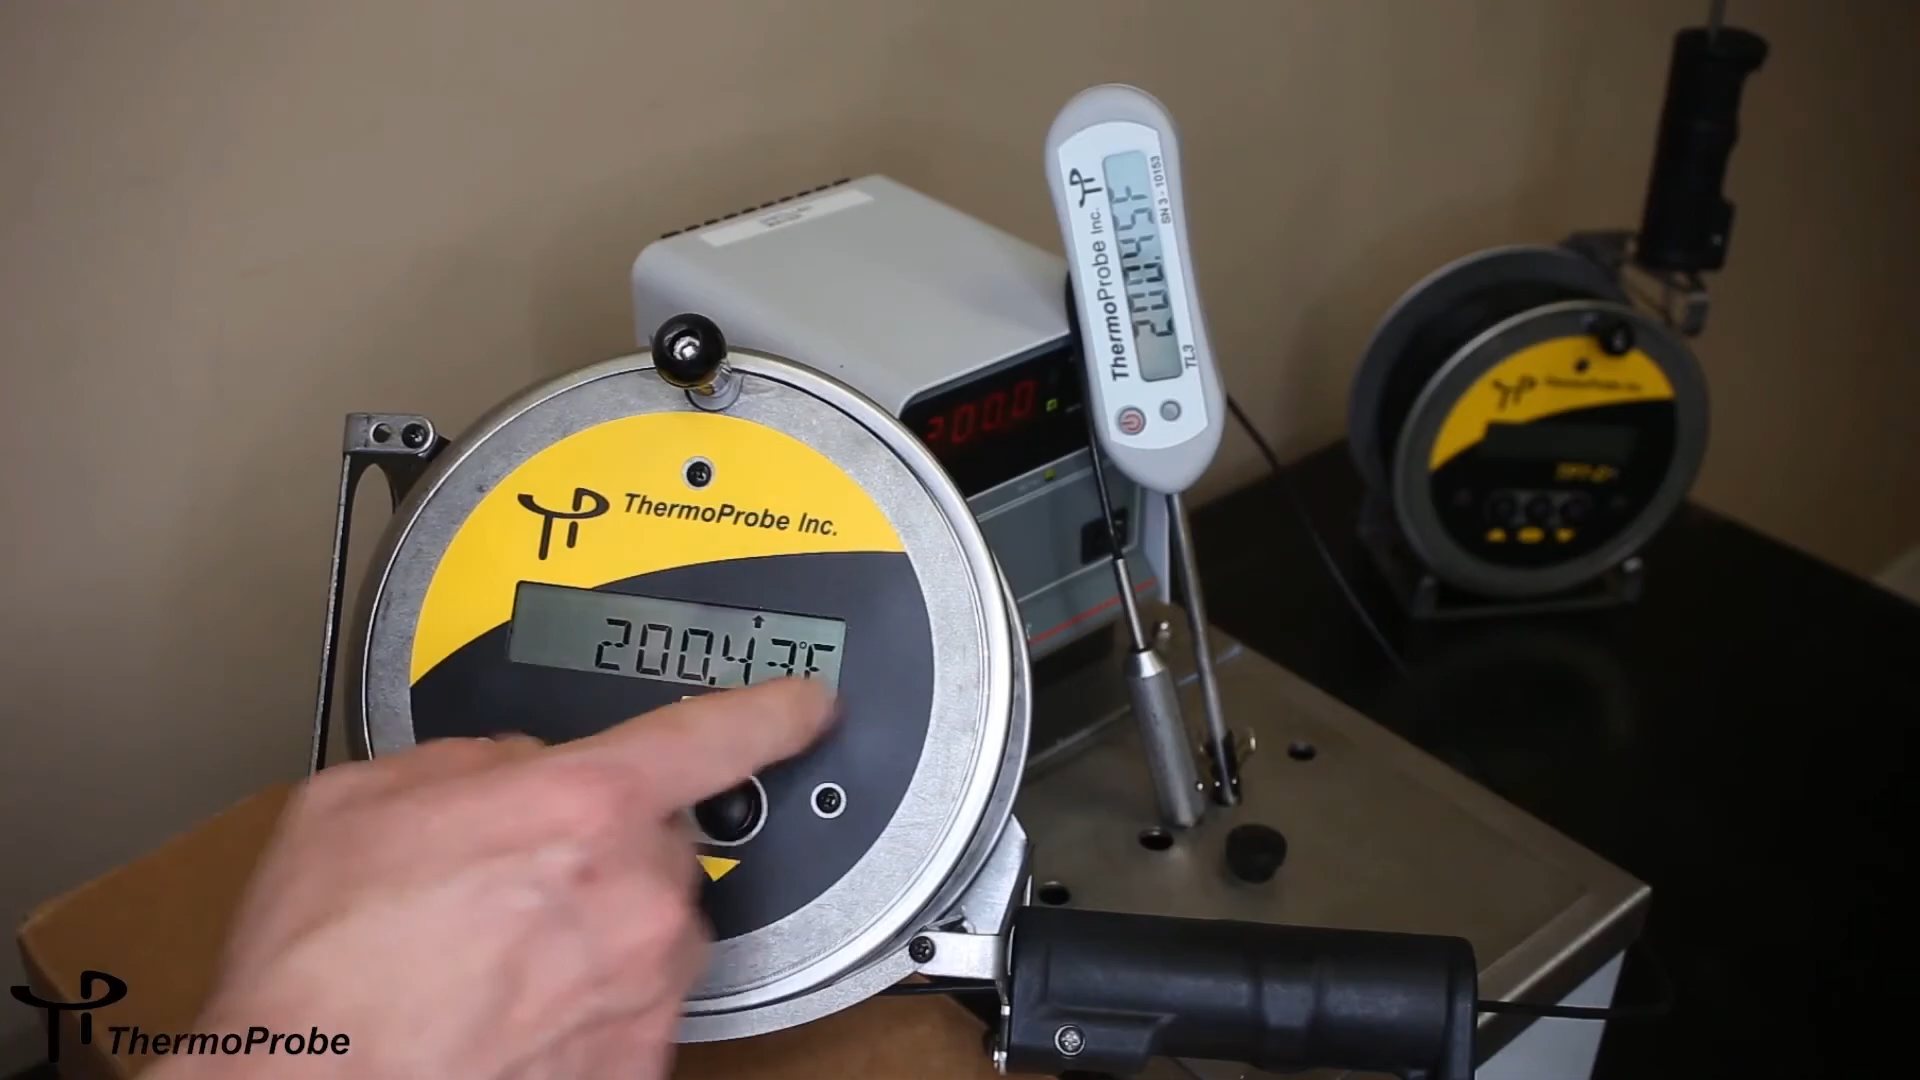 ThermoProbe Inc.
200.43°F
200.0
ThermoProbe Inc.
200.45F
SN 3 - 10153
TL3
ThermoProbe Inc.
ThermoProbe